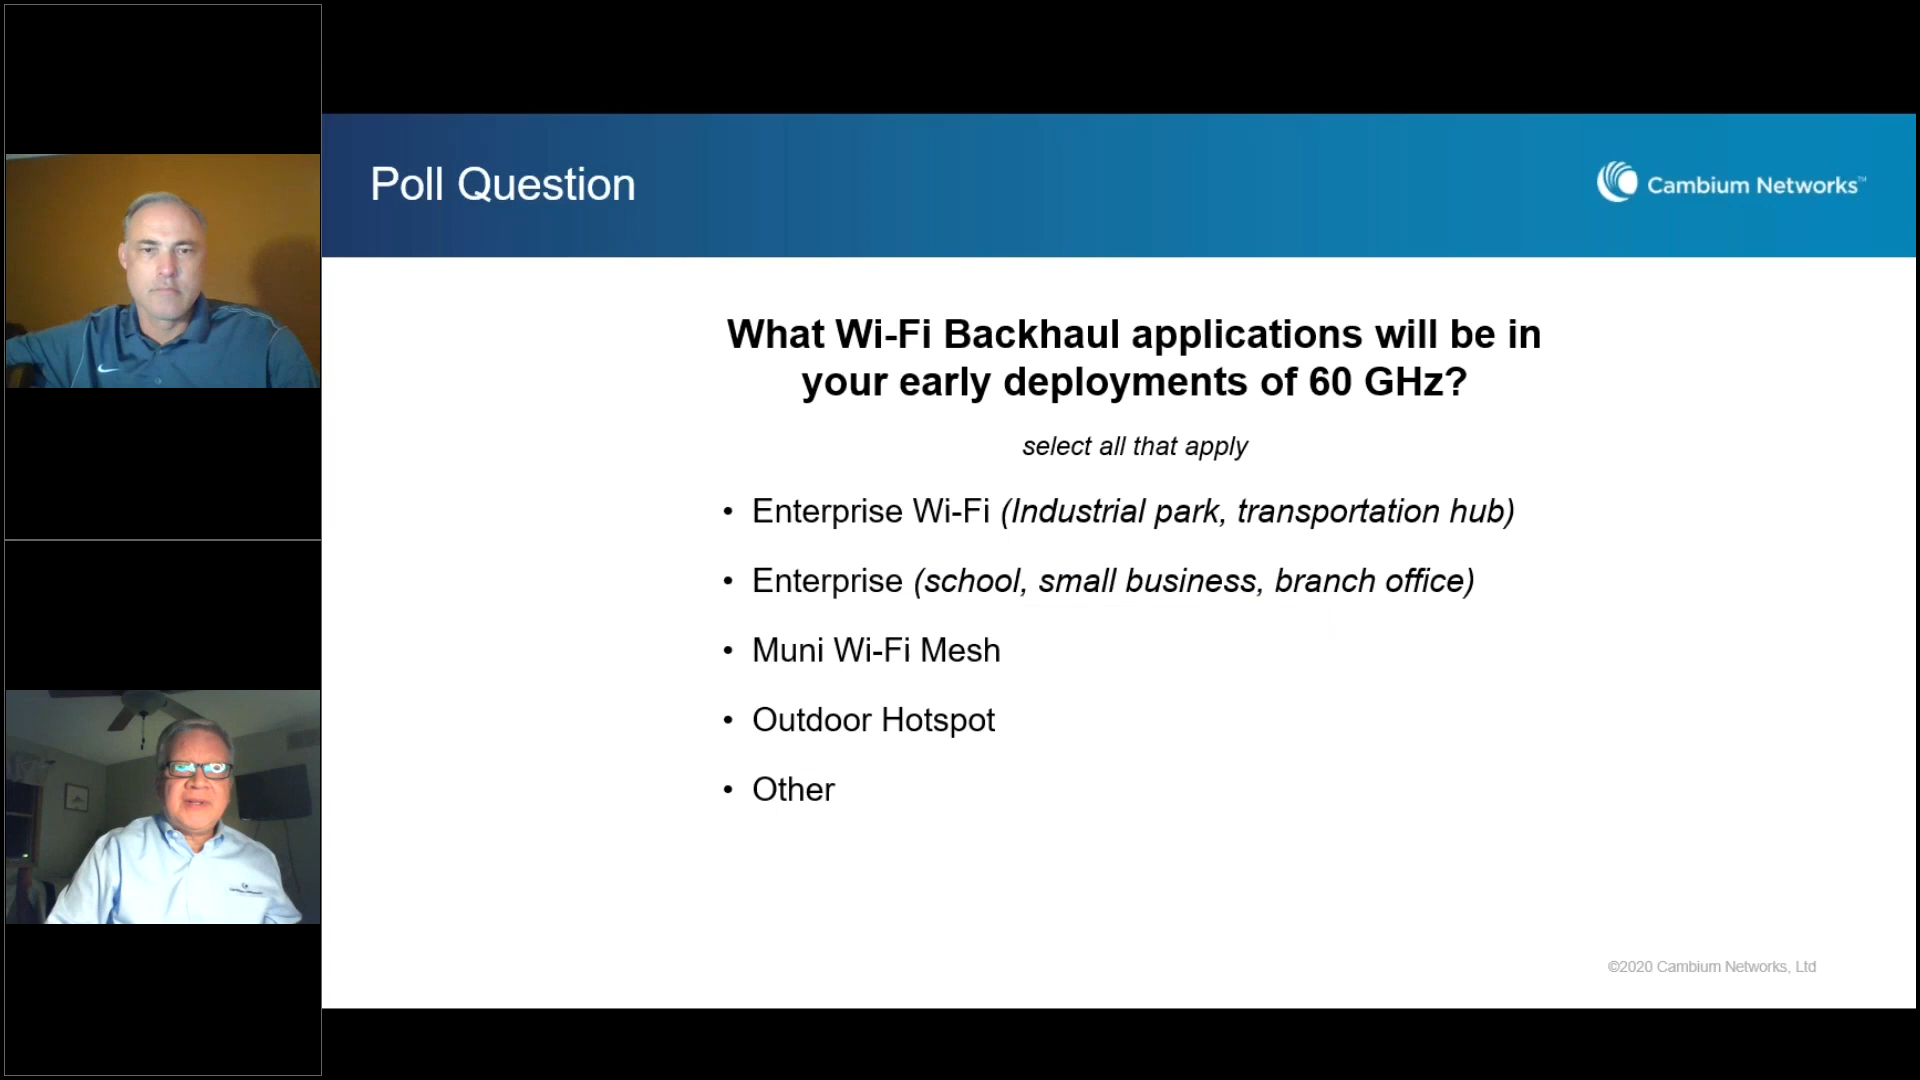 Poll Question
Cambium Networks™
What Wi-Fi Backhaul applications will be in
your early deployments of 60 GHz?
select all that apply
• Enterprise Wi-Fi (Industrial park, transportation hub)
• Enterprise (school, small business, branch office)
• Muni Wi-Fi Mesh
• Outdoor Hotspot
• Other
©2020 Cambium Networks, Ltd